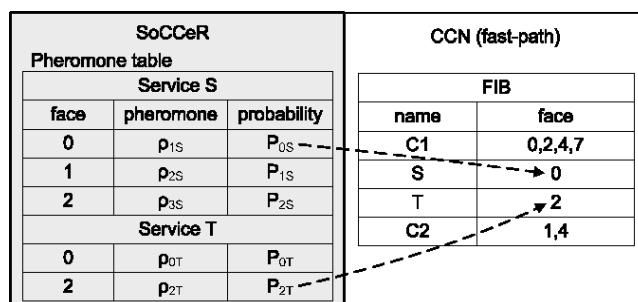 SoCCeR
Pheromone table
Service S
face pheromone probability
0 ρ1S P0S
1 ρ2S P1S
2 ρ3S P2S
Service T
0 ρ0T P0T
2 ρ2T P2T
CCN (fast-path)
FIB
name face
C1 0,2,4,7
S 0
T 2
C2 1,4